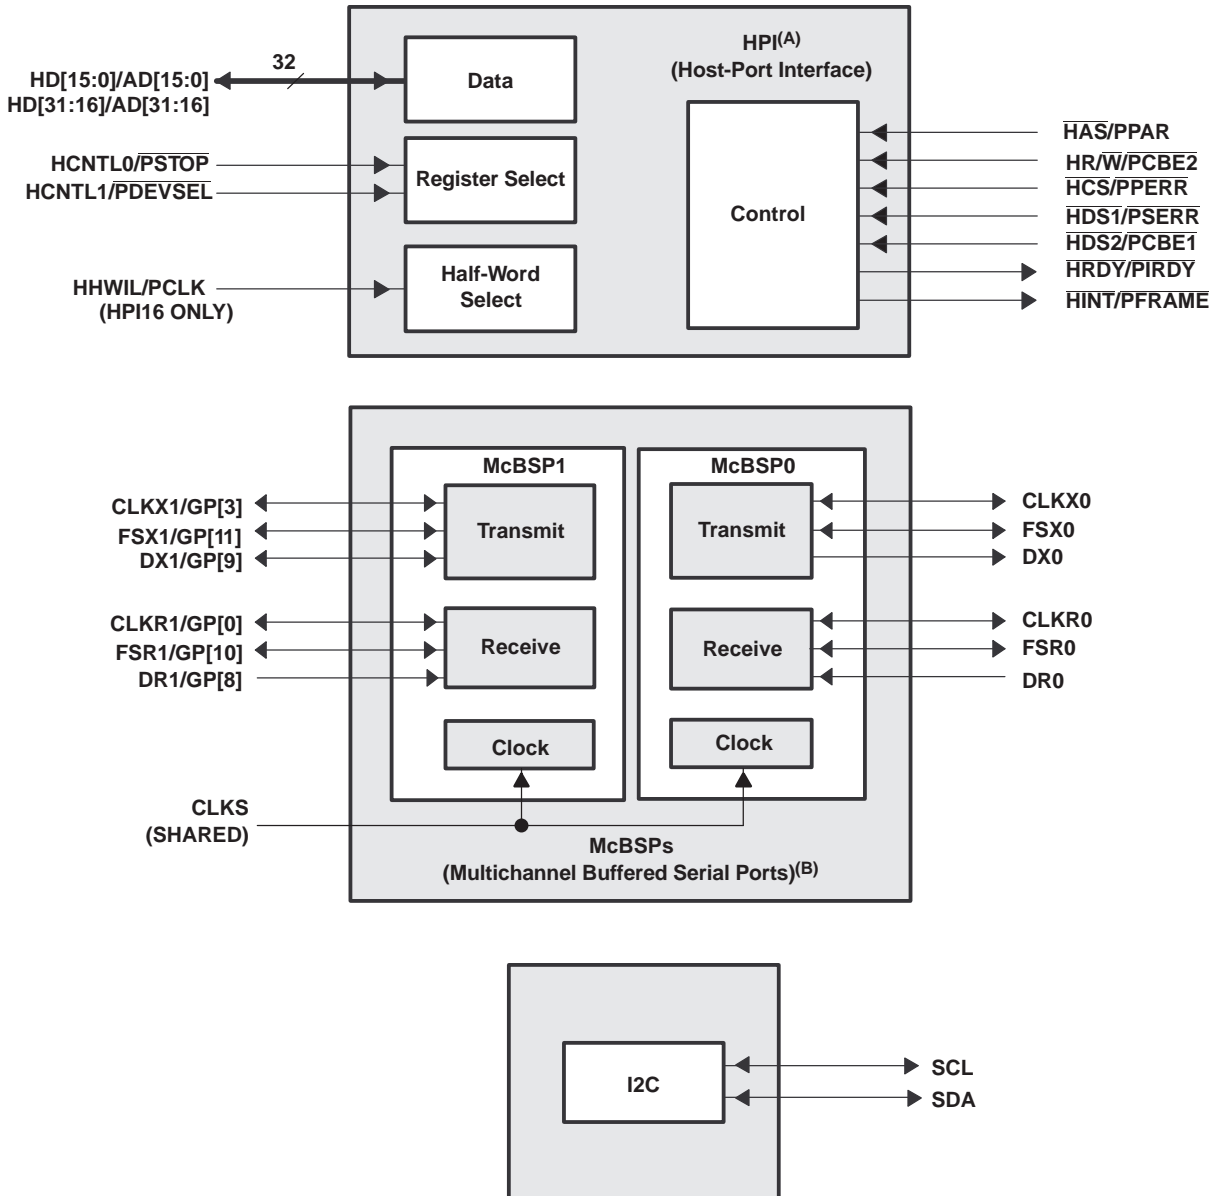 HPI(A)
(Host-Port Interface)
32
HD[15:0]/AD[15:0]
HD[31:16]/AD[31:16]
Data
HCNTL0/PSTOP
HCNTL1/PDEVSEL
Register Select
HHWIL/PCLK
(HPI16 ONLY)
Half-Word
Select
Control
HAS/PPAR
HR/W/PCBE2
HCS/PPERR
HDS1/PSERR
HDS2/PCBE1
HRDY/PIRDY
HINT/PFRAME
McBSP1
McBSP0
CLKX1/GP[3]
FSX1/GP[11]
DX1/GP[9]
Transmit
Transmit
CLKX0
FSX0
DX0
CLKR1/GP[0]
FSR1/GP[10]
DR1/GP[8]
Receive
Receive
CLKR0
FSR0
DR0
Clock
Clock
CLKS
(SHARED)
McBSPs
(Multichannel Buffered Serial Ports)(B)
I2C
SCL
SDA